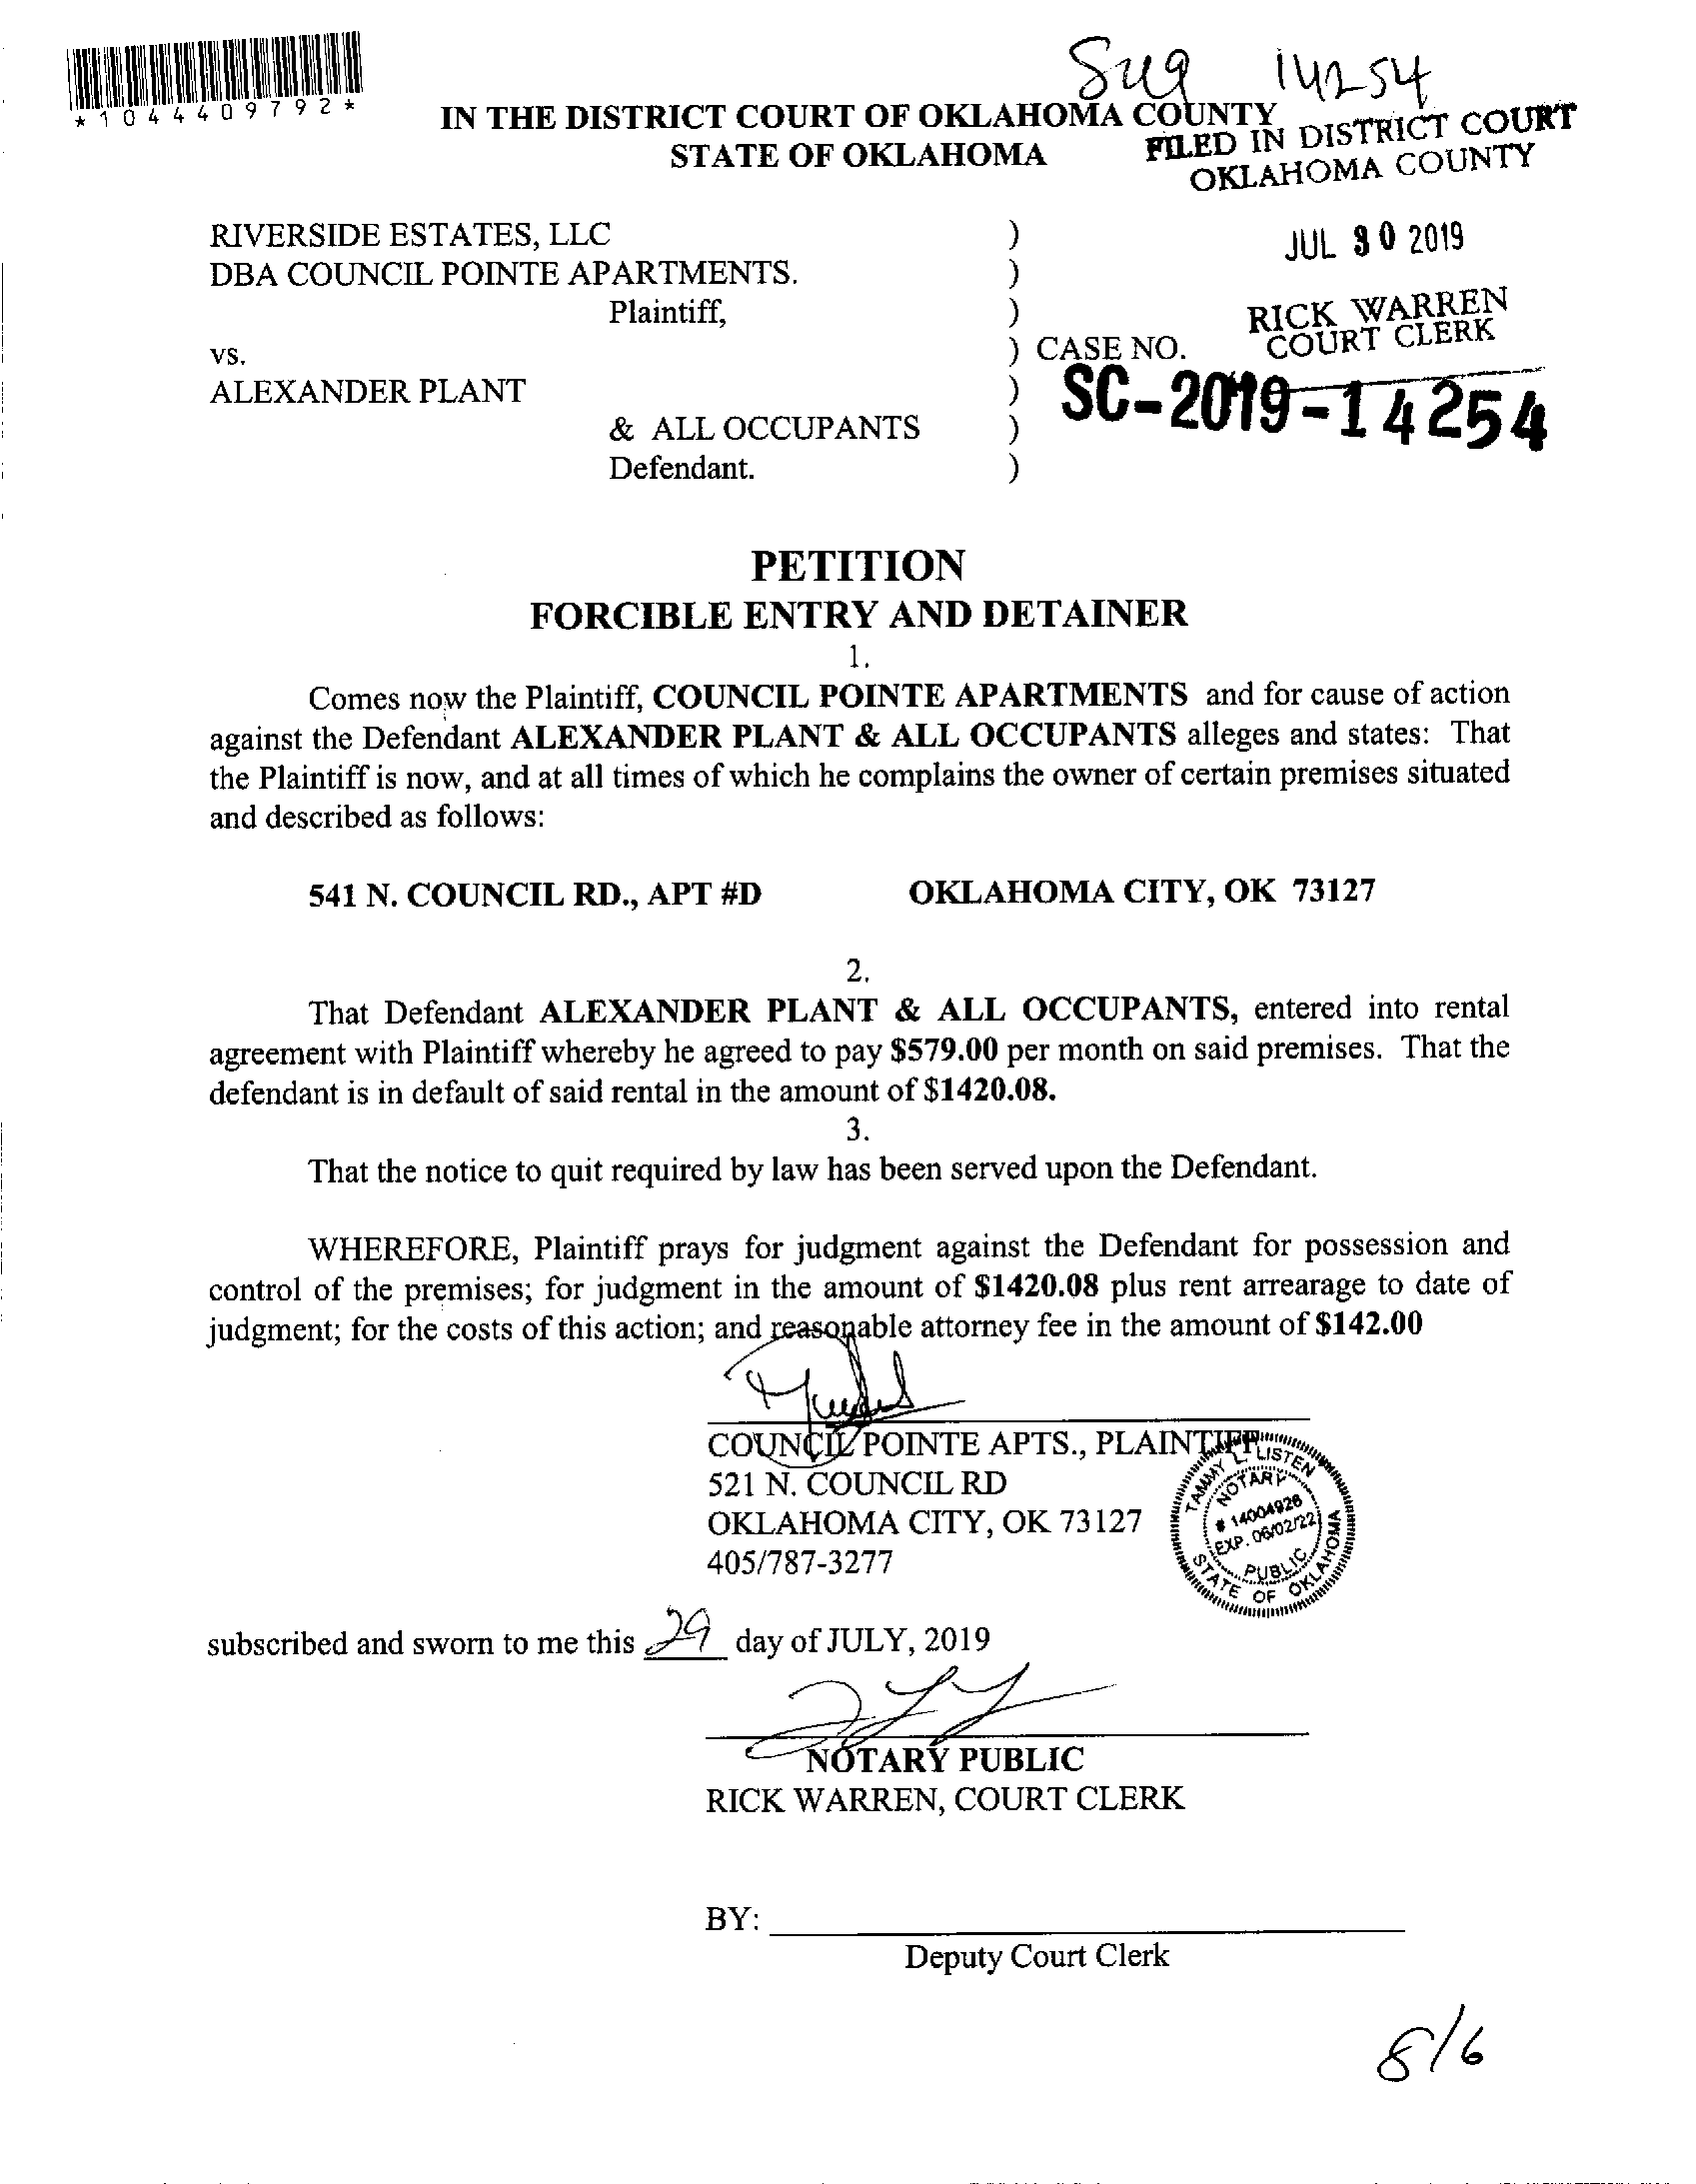 *1044409792*
14254
IN THE DISTRICT COURT OF OKLAHOMA COUNTY
STATE OF OKLAHOMA
FILED IN DISTRICT COURT
OKLAHOMA COUNTY
JUL 30 2019
RICK WARREN
COURT CLERK
RIVERSIDE ESTATES, LLC )
DBA COUNCIL POINTE APARTMENTS. )
Plaintiff, )
vs. ) CASE NO.
SC-2019-14254
ALEXANDER PLANT )
& ALL OCCUPANTS )
Defendant. )
PETITION
FORCIBLE ENTRY AND DETAINER
1.
Comes now the Plaintiff, COUNCIL POINTE APARTMENTS and for cause of action
against the Defendant ALEXANDER PLANT & ALL OCCUPANTS alleges and states: That
the Plaintiff is now, and at all times of which he complains the owner of certain premises situated
and described as follows:
541 N. COUNCIL RD., APT #D OKLAHOMA CITY, OK 73127
2.
That Defendant ALEXANDER PLANT & ALL OCCUPANTS, entered into rental
agreement with Plaintiff whereby he agreed to pay $579.00 per month on said premises. That the
defendant is in default of said rental in the amount of $1420.08.
3.
That the notice to quit required by law has been served upon the Defendant.
WHEREFORE, Plaintiff prays for judgment against the Defendant for possession and
control of the premises; for judgment in the amount of $1420.08 plus rent arrearage to date of
judgment; for the costs of this action; and reasonable attorney fee in the amount of $142.00
COUNCIL POINTE APTS., PLAINTIFF
521 N. COUNCIL RD
OKLAHOMA CITY, OK 73127
405/787-3277
TAMMY L. LISTEN
NOTARY
# 14004926
EXP. 06/02/22
PUBLIC
STATE OF OKLAHOMA
subscribed and sworn to me this 29 day of JULY, 2019
NOTARY PUBLIC
RICK WARREN, COURT CLERK
BY:
Deputy Court Clerk
8/6